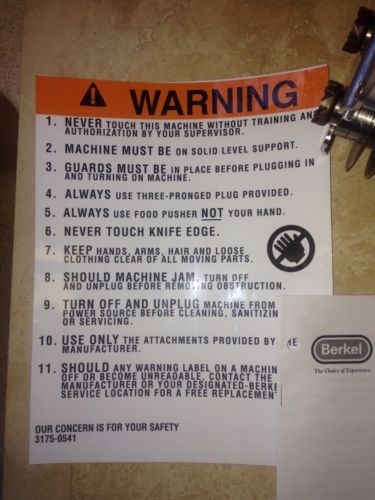 WARNING
1. NEVER TOUCH THIS MACHINE WITHOUT TRAINING AN
AUTHORIZATION BY YOUR SUPERVISOR.
2. MACHINE MUST BE ON SOLID LEVEL SUPPORT.
3. GUARDS MUST BE IN PLACE BEFORE PLUGGING IN
AND TURNING ON MACHINE.
4. ALWAYS USE THREE-PRONGED PLUG PROVIDED.
5. ALWAYS USE FOOD PUSHER NOT YOUR HAND.
6. NEVER TOUCH KNIFE EDGE.
7. KEEP HANDS, ARMS, HAIR AND LOOSE
CLOTHING CLEAR OF ALL MOVING PARTS.
8. SHOULD MACHINE JAM, TURN OFF
AND UNPLUG BEFORE REMOVING OBSTRUCTION.
9. TURN OFF AND UNPLUG MACHINE FROM
POWER SOURCE BEFORE CLEANING, SANITIZIN
OR SERVICING.
10. USE ONLY THE ATTACHMENTS PROVIDED BY THE
MANUFACTURER.
11. SHOULD ANY WARNING LABEL ON A MACHIN
OFF OR BECOME UNREADABLE, CONTACT THE
MANUFACTURER OR YOUR DESIGNATED-BERKE
SERVICE LOCATION FOR A FREE REPLACEMEN
OUR CONCERN IS FOR YOUR SAFETY
3175-0541
Berkel
The Choice of Experience